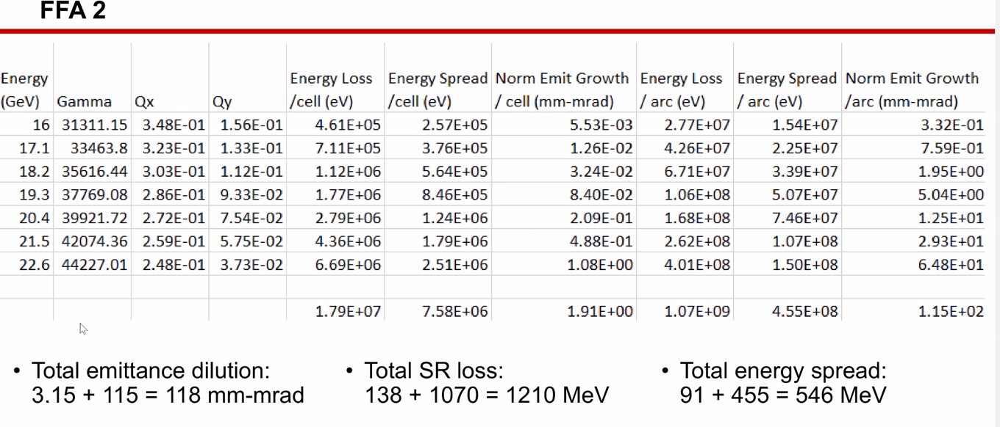 FFA 2
Energy Loss Energy Spread Norm Emit Growth Energy Loss Energy Spread Norm Emit Growth
Energy
(GeV) Gamma Qx Qy /cell (eV) /cell (eV) / cell (mm-mrad) / arc (eV) / arc (eV) /arc (mm-mrad)
16 31311.15 3.48E-01 1.56E-01 4.61E+05 2.57E+05 5.53E-03 2.77E+07 1.54E+07 3.32E-01
17.1 33463.8 3.23E-01 1.33E-01 7.11E+05 3.76E+05 1.26E-02 4.26E+07 2.25E+07 7.59E-01
18.2 35616.44 3.03E-01 1.12E-01 1.12E+06 5.64E+05 3.24E-02 6.71E+07 3.39E+07 1.95E+00
19.3 37769.08 2.86E-01 9.33E-02 1.77E+06 8.46E+05 8.40E-02 1.06E+08 5.07E+07 5.04E+00
20.4 39921.72 2.72E-01 7.54E-02 2.79E+06 1.24E+06 2.09E-01 1.68E+08 7.46E+07 1.25E+01
21.5 42074.36 2.59E-01 5.75E-02 4.36E+06 1.79E+06 4.88E-01 2.62E+08 1.07E+08 2.93E+01
22.6 44227.01 2.48E-01 3.73E-02 6.69E+06 2.51E+06 1.08E+00 4.01E+08 1.50E+08 6.48E+01
1.79E+07 7.58E+06 1.91E+00 1.07E+09 4.55E+08 1.15E+02
• Total emittance dilution:
3.15 + 115 = 118 mm-mrad
• Total SR loss:
138 + 1070 = 1210 MeV
• Total energy spread:
91 + 455 = 546 MeV